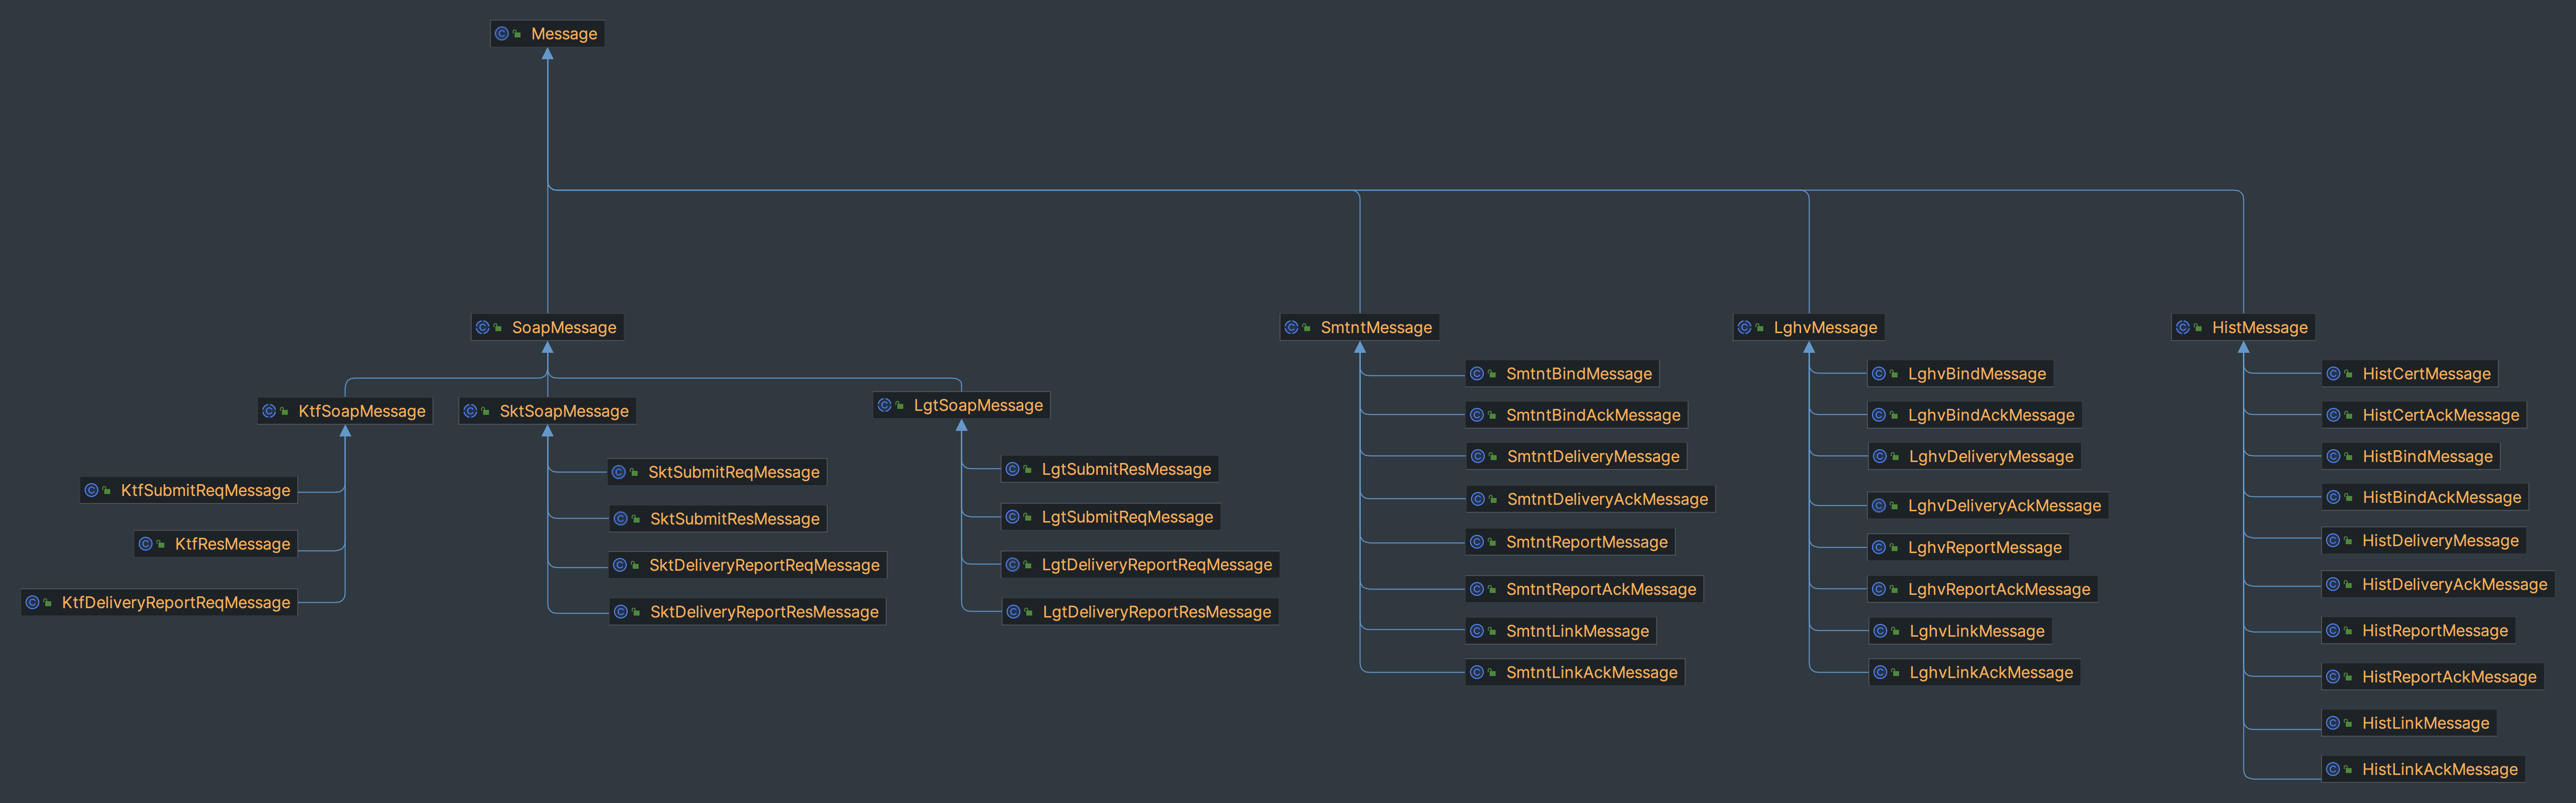 Message
SoapMessage
SmtntMessage
LghvMessage
HistMessage
KtfSoapMessage
SktSoapMessage
LgtSoapMessage
KtfSubmitReqMessage
KtfResMessage
KtfDeliveryReportReqMessage
SktSubmitReqMessage
SktSubmitResMessage
SktDeliveryReportReqMessage
SktDeliveryReportResMessage
LgtSubmitResMessage
LgtSubmitReqMessage
LgtDeliveryReportReqMessage
LgtDeliveryReportResMessage
SmtntBindMessage
SmtntBindAckMessage
SmtntDeliveryMessage
SmtntDeliveryAckMessage
SmtntReportMessage
SmtntReportAckMessage
SmtntLinkMessage
SmtntLinkAckMessage
LghvBindMessage
LghvBindAckMessage
LghvDeliveryMessage
LghvDeliveryAckMessage
LghvReportMessage
LghvReportAckMessage
LghvLinkMessage
LghvLinkAckMessage
HistCertMessage
HistCertAckMessage
HistBindMessage
HistBindAckMessage
HistDeliveryMessage
HistDeliveryAckMessage
HistReportMessage
HistReportAckMessage
HistLinkMessage
HistLinkAckMessage